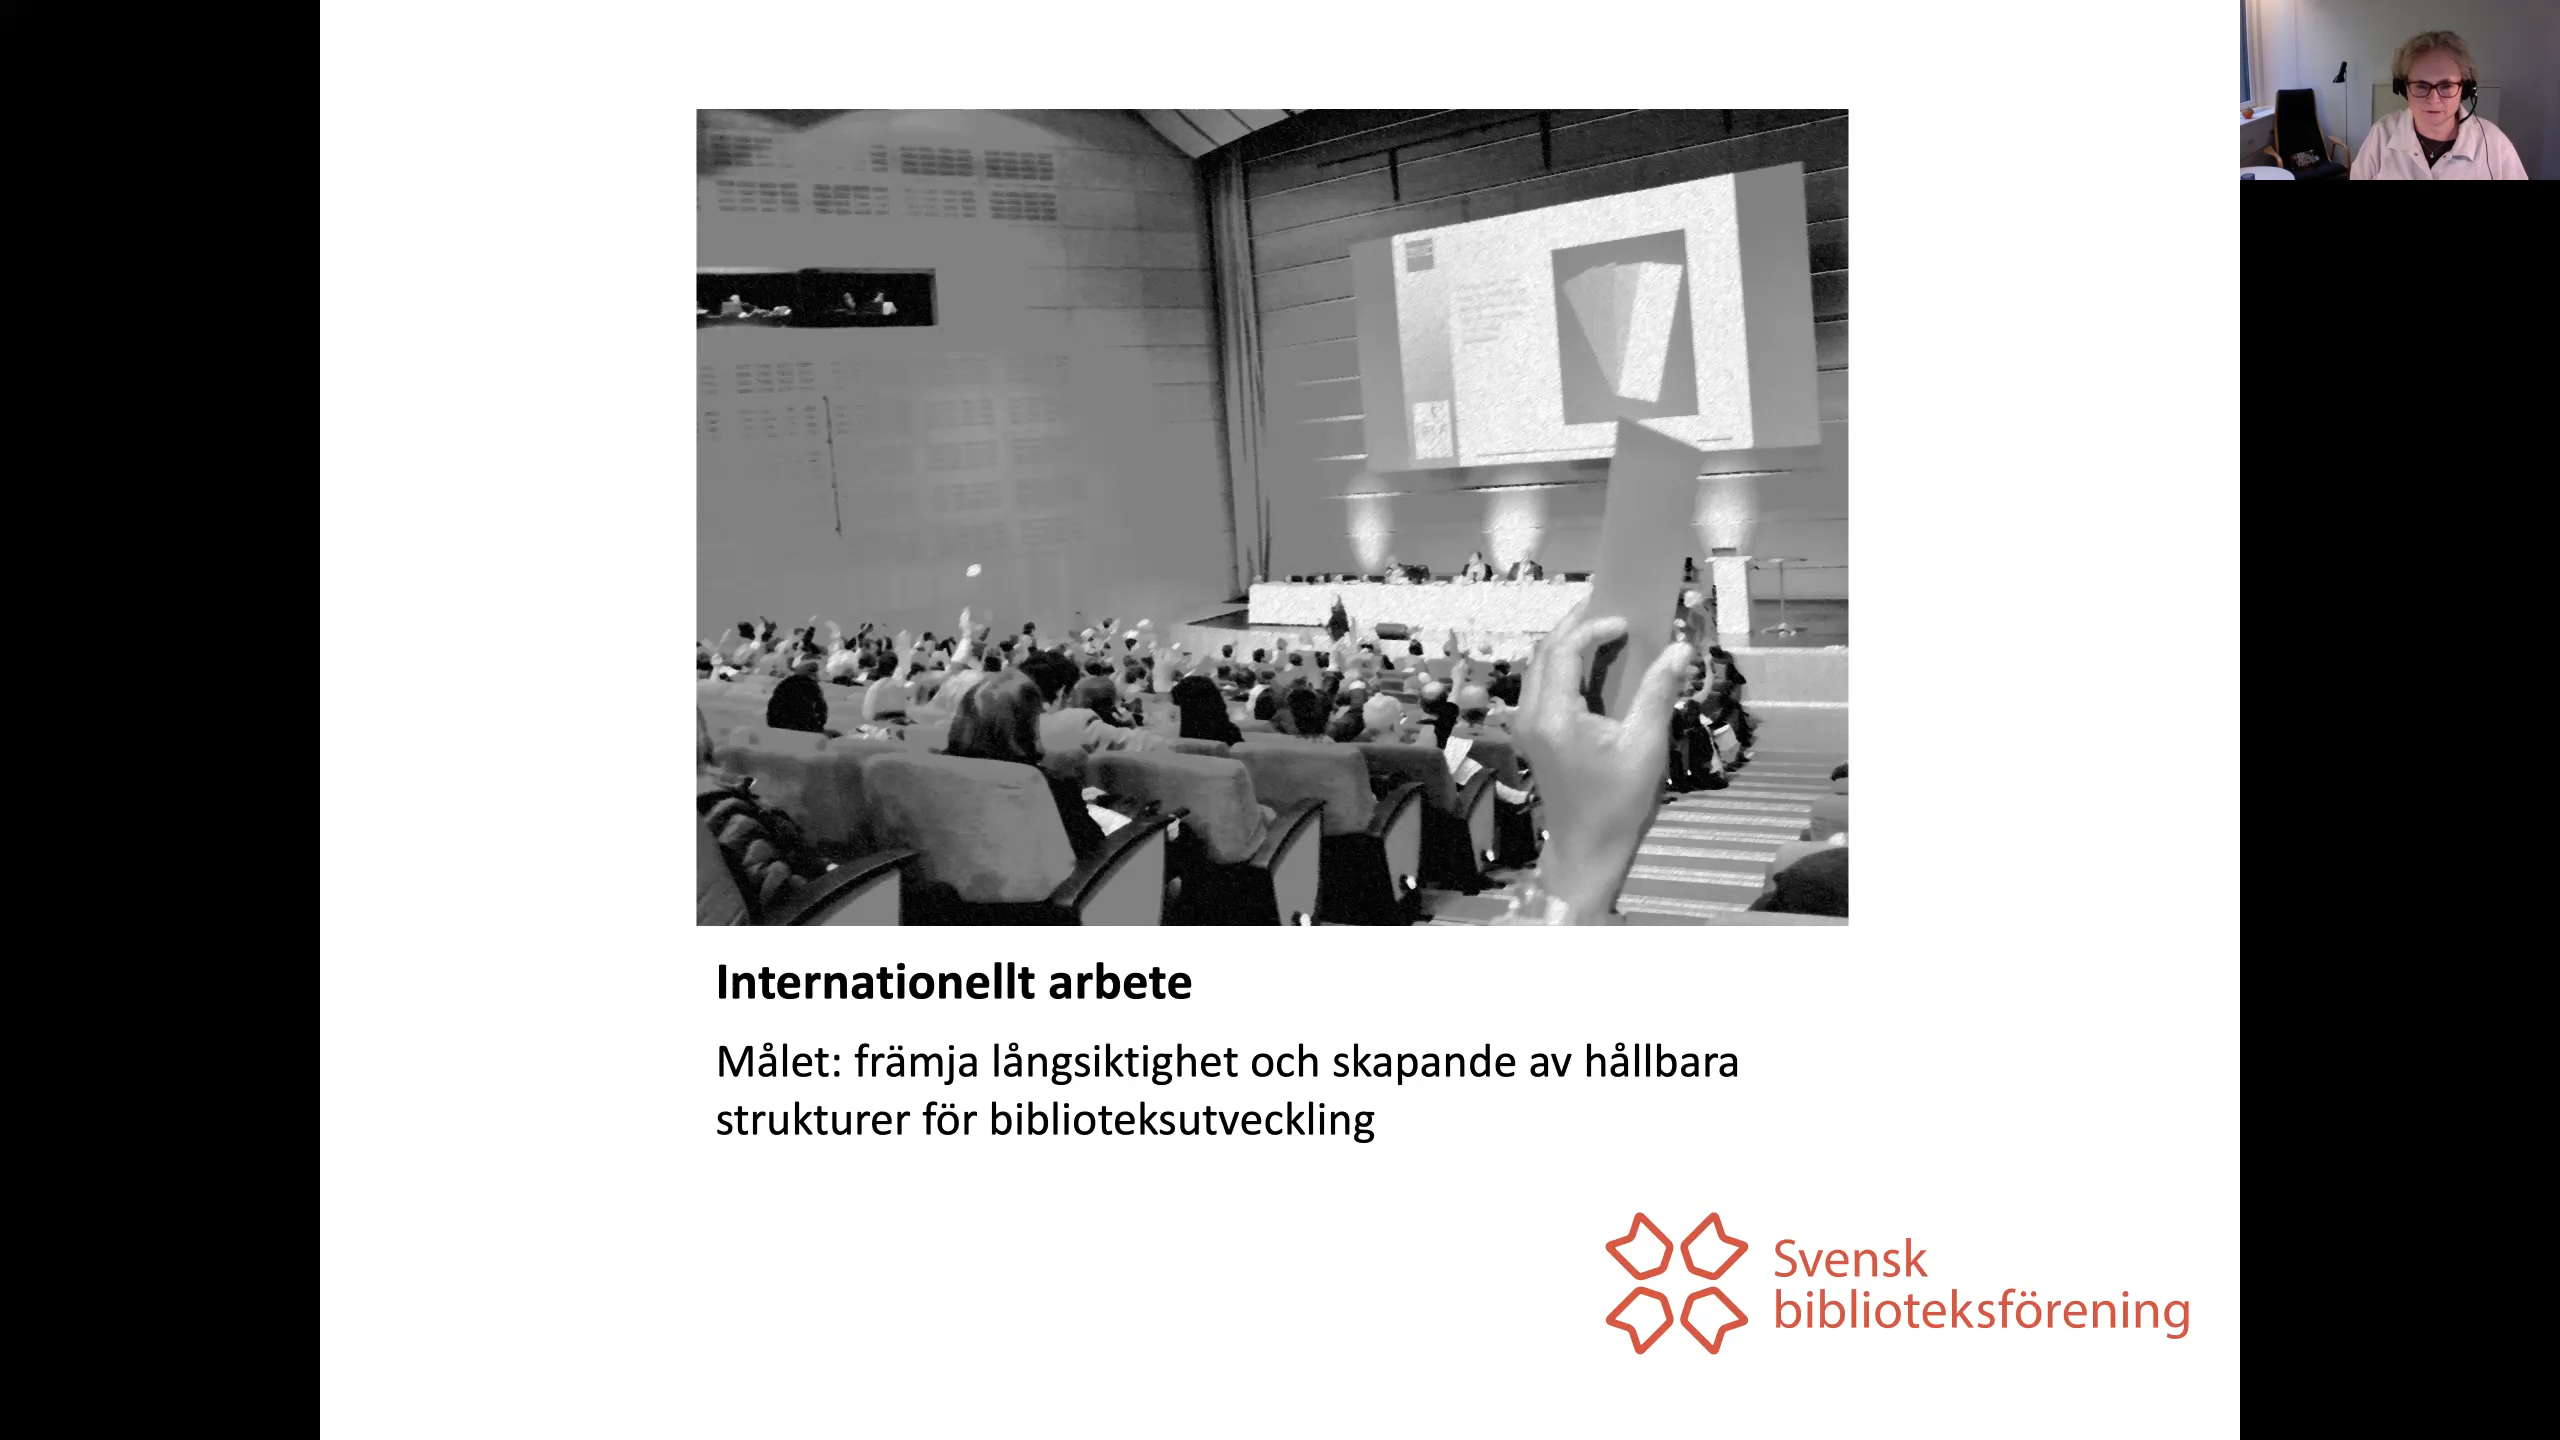 Internationellt arbete
Målet: främja långsiktighet och skapande av hållbara
strukturer för biblioteksutveckling
Svensk
biblioteksförening